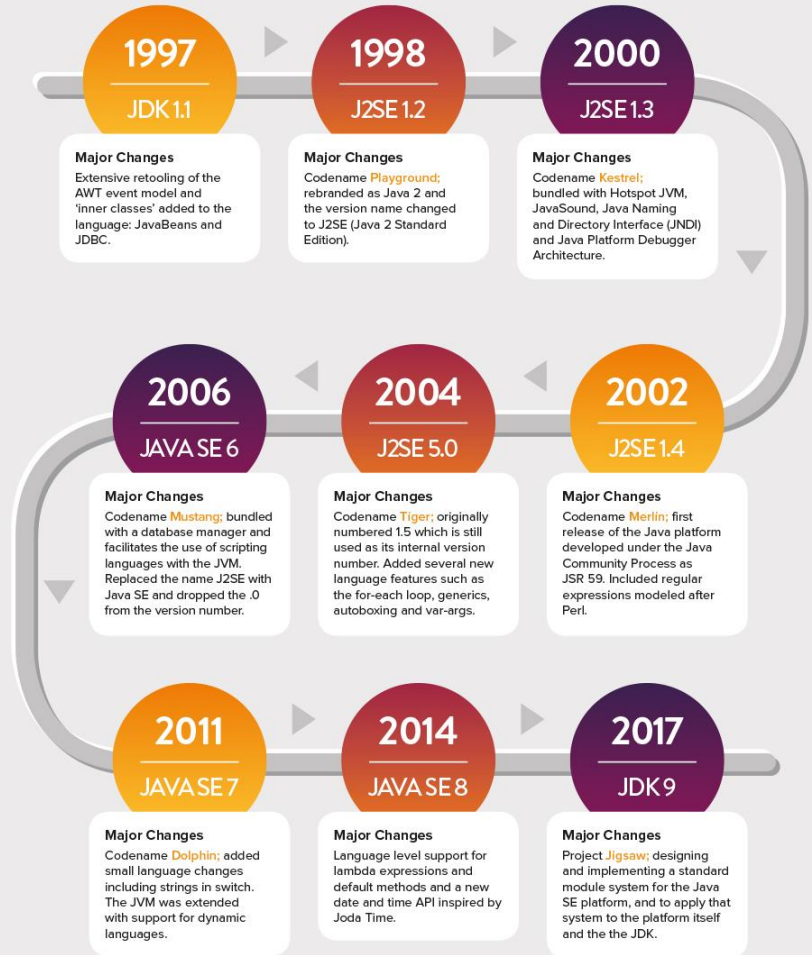 1997
JDK 1.1
Major Changes
Extensive retooling of the
AWT event model and
‘inner classes’ added to the
language: JavaBeans and
JDBC.
1998
J2SE 1.2
Major Changes
Codename Playground;
rebranded as Java 2 and
the version name changed
to J2SE (Java 2 Standard
Edition).
2000
J2SE 1.3
Major Changes
Codename Kestrel;
bundled with Hotspot JVM,
JavaSound, Java Naming
and Directory Interface (JNDI)
and Java Platform Debugger
Architecture.
2002
J2SE 1.4
Major Changes
Codename Merlin; first
release of the Java platform
developed under the Java
Community Process as
JSR 59. Included regular
expressions modeled after
Perl.
2004
J2SE 5.0
Major Changes
Codename Tiger; originally
numbered 1.5 which is still
used as its internal version
number. Added several new
language features such as
the for-each loop, generics,
autoboxing and var-args.
2006
JAVA SE 6
Major Changes
Codename Mustang; bundled
with a database manager and
facilitates the use of scripting
languages with the JVM.
Replaced the name J2SE with
Java SE and dropped the .0
from the version number.
2011
JAVA SE 7
Major Changes
Codename Dolphin; added
small language changes
including strings in switch.
The JVM was extended
with support for dynamic
languages.
2014
JAVA SE 8
Major Changes
Language level support for
lambda expressions and
default methods and a new
date and time API inspired by
Joda Time.
2017
JDK 9
Major Changes
Project Jigsaw; designing
and implementing a standard
module system for the Java
SE platform, and to apply that
system to the platform itself
and the the JDK.